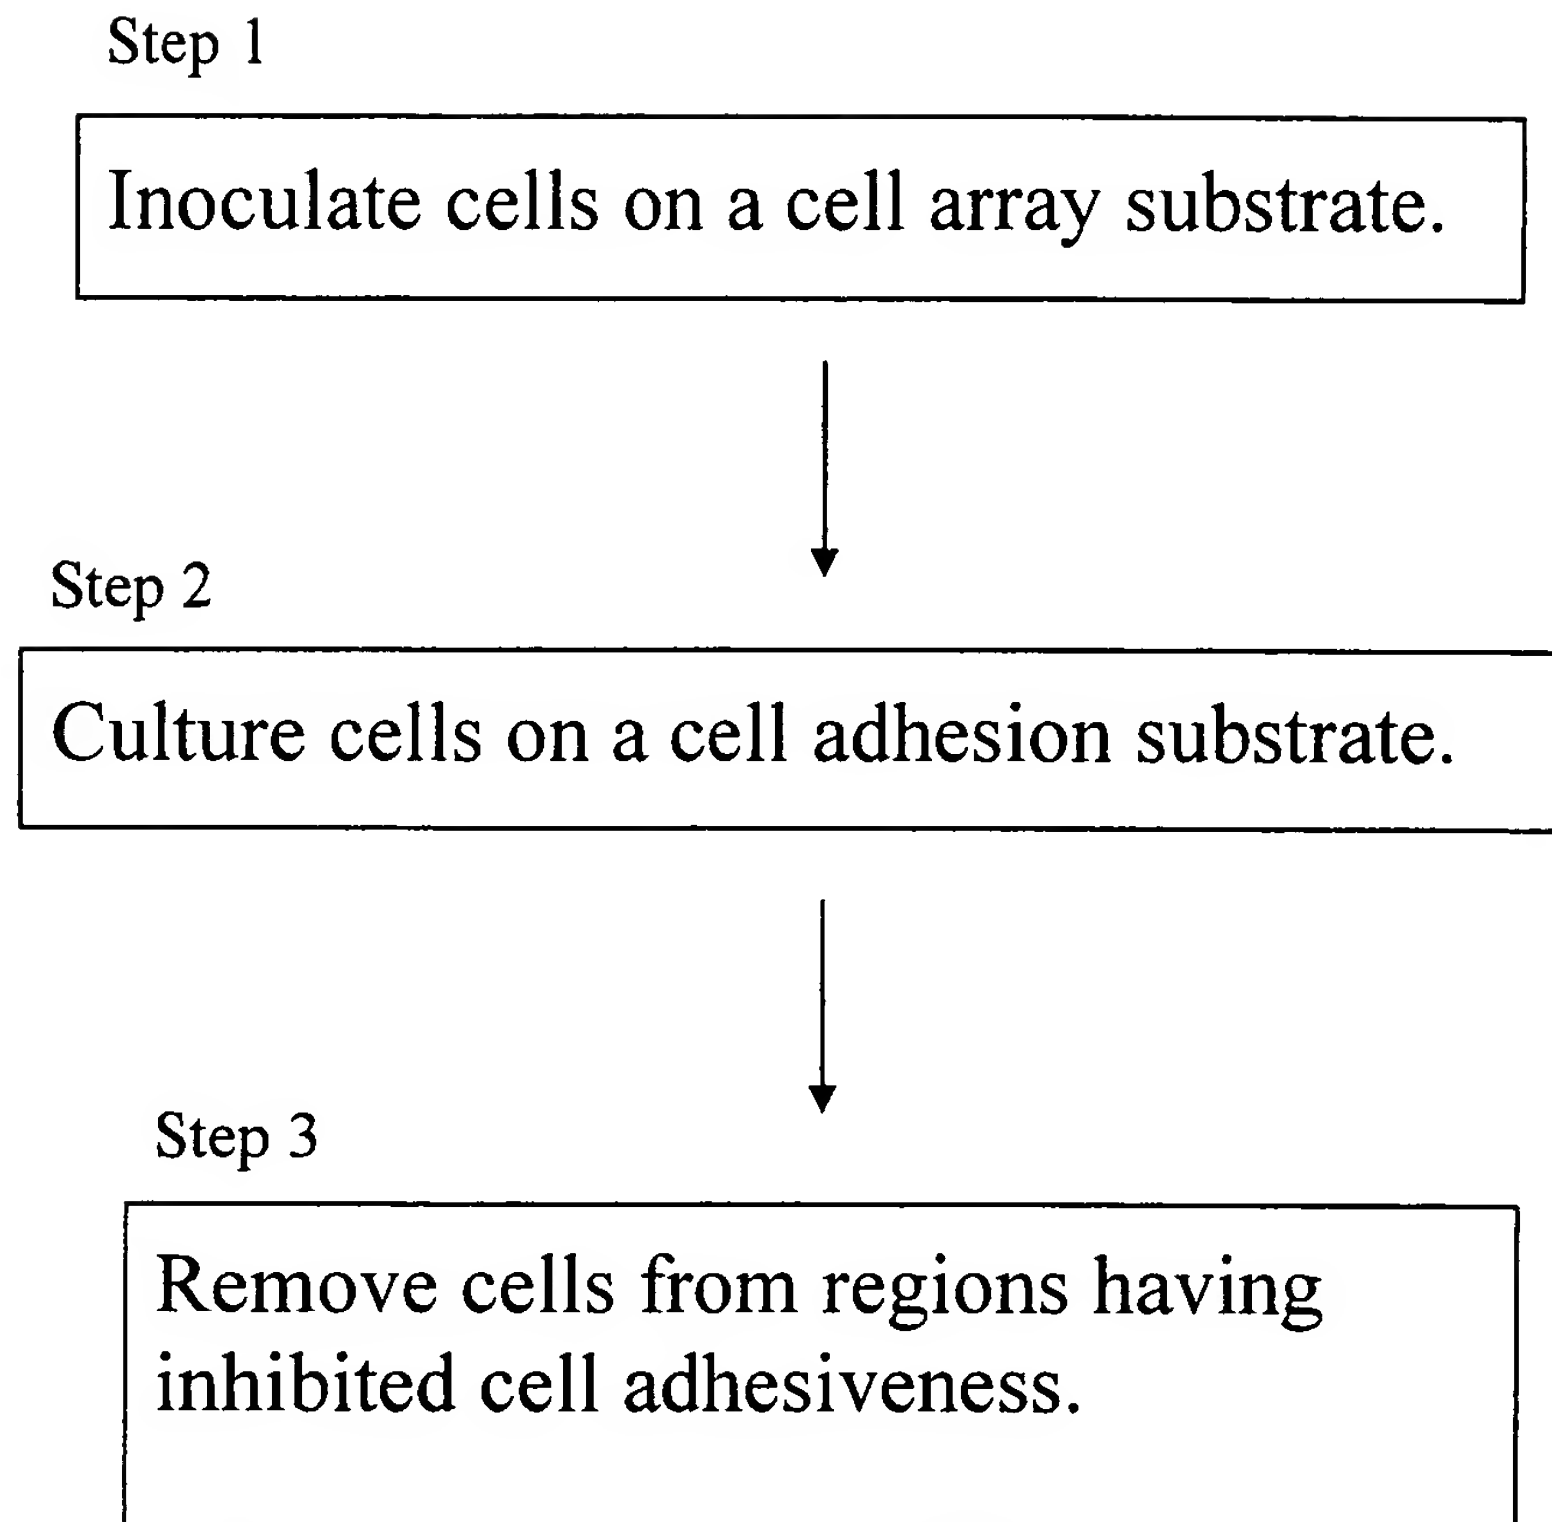 Step 1
Inoculate cells on a cell array substrate.
Step 2
Culture cells on a cell adhesion substrate.
Step 3
Remove cells from regions having
inhibited cell adhesiveness.